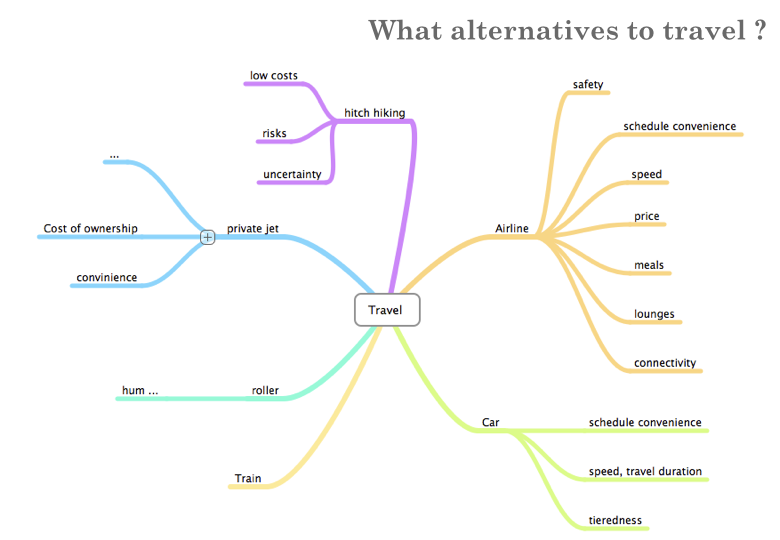 What alternatives to travel ?
low costs
hitch hiking
risks
uncertainty
...
Cost of ownership
private jet
convinience
Travel
hum ...
roller
Train
Airline
safety
schedule convenience
speed
price
meals
lounges
connectivity
Car
schedule convenience
speed, travel duration
tieredness